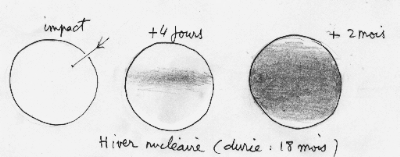 impact
+4 jours
+ 2 mois
Hiver nucléaire (durée : 18 mois)